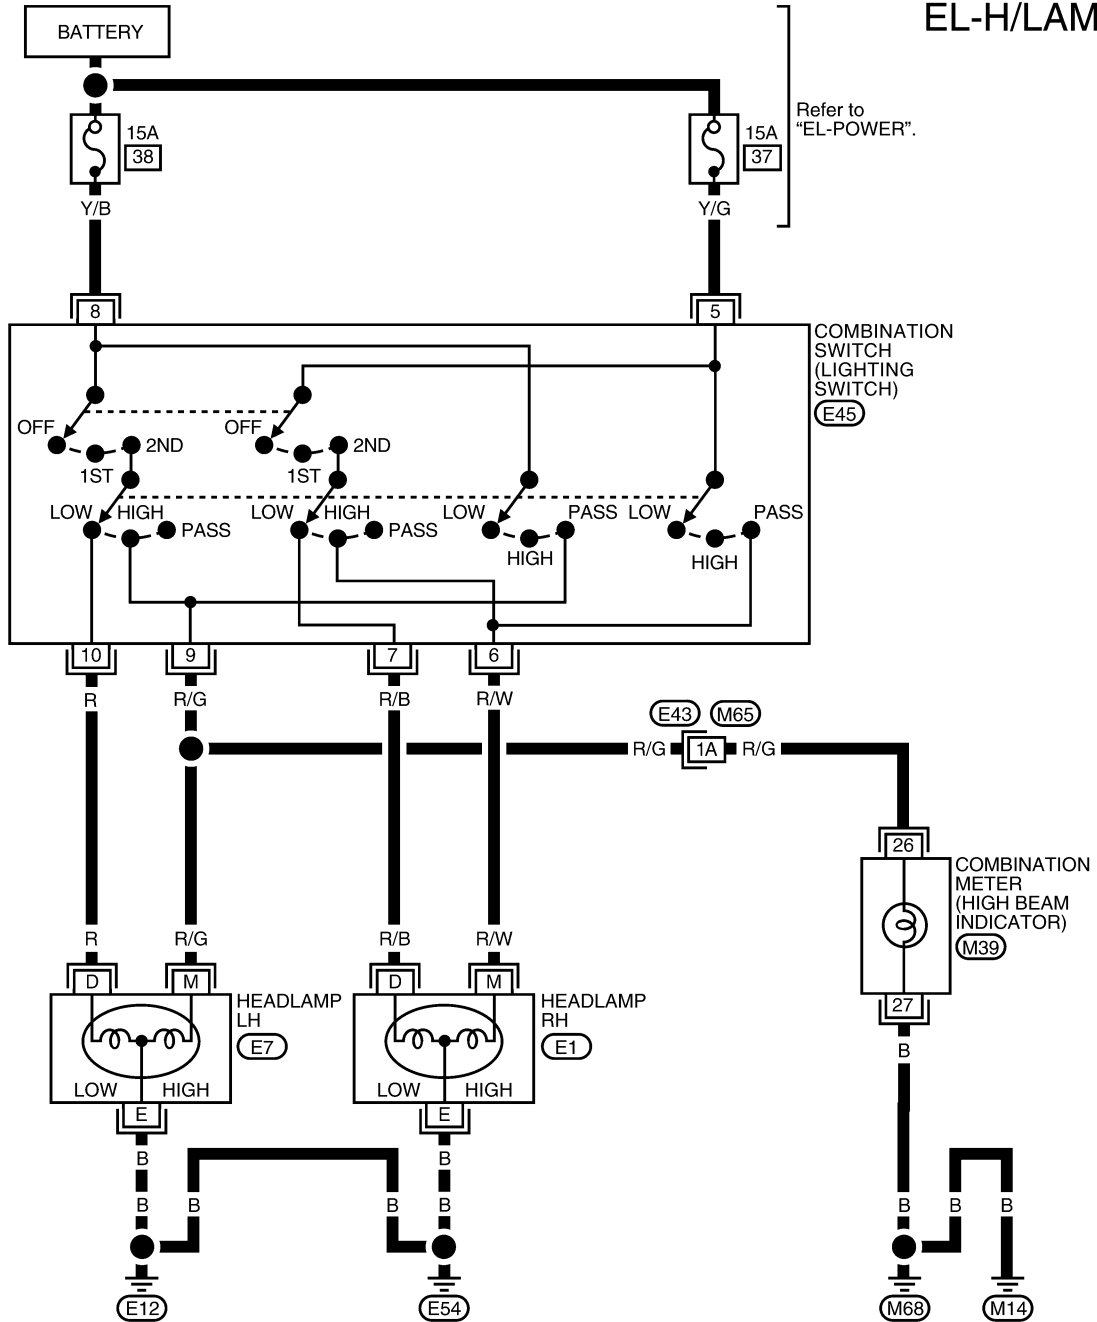 EL-H/LAM
BATTERY
Refer to
“EL-POWER”.
15A
38
15A
37
Y/B
Y/G
8
5
COMBINATION
SWITCH
(LIGHTING
SWITCH)
E45
OFF
2ND
1ST
OFF
2ND
1ST
LOW
HIGH
PASS
LOW
HIGH
PASS
LOW
PASS
HIGH
LOW
PASS
HIGH
10
9
7
6
R
R/G
R/B
R/W
E43
M65
R/G
1A
R/G
26
COMBINATION
METER
(HIGH BEAM
INDICATOR)
M39
27
B
R
R/G
R/B
R/W
D
M
D
M
HEADLAMP
LH
E7
HEADLAMP
RH
E1
LOW
HIGH
LOW
HIGH
E
E
B
B
B
B
B
B
B
B
B
B
E12
E54
M68
M14